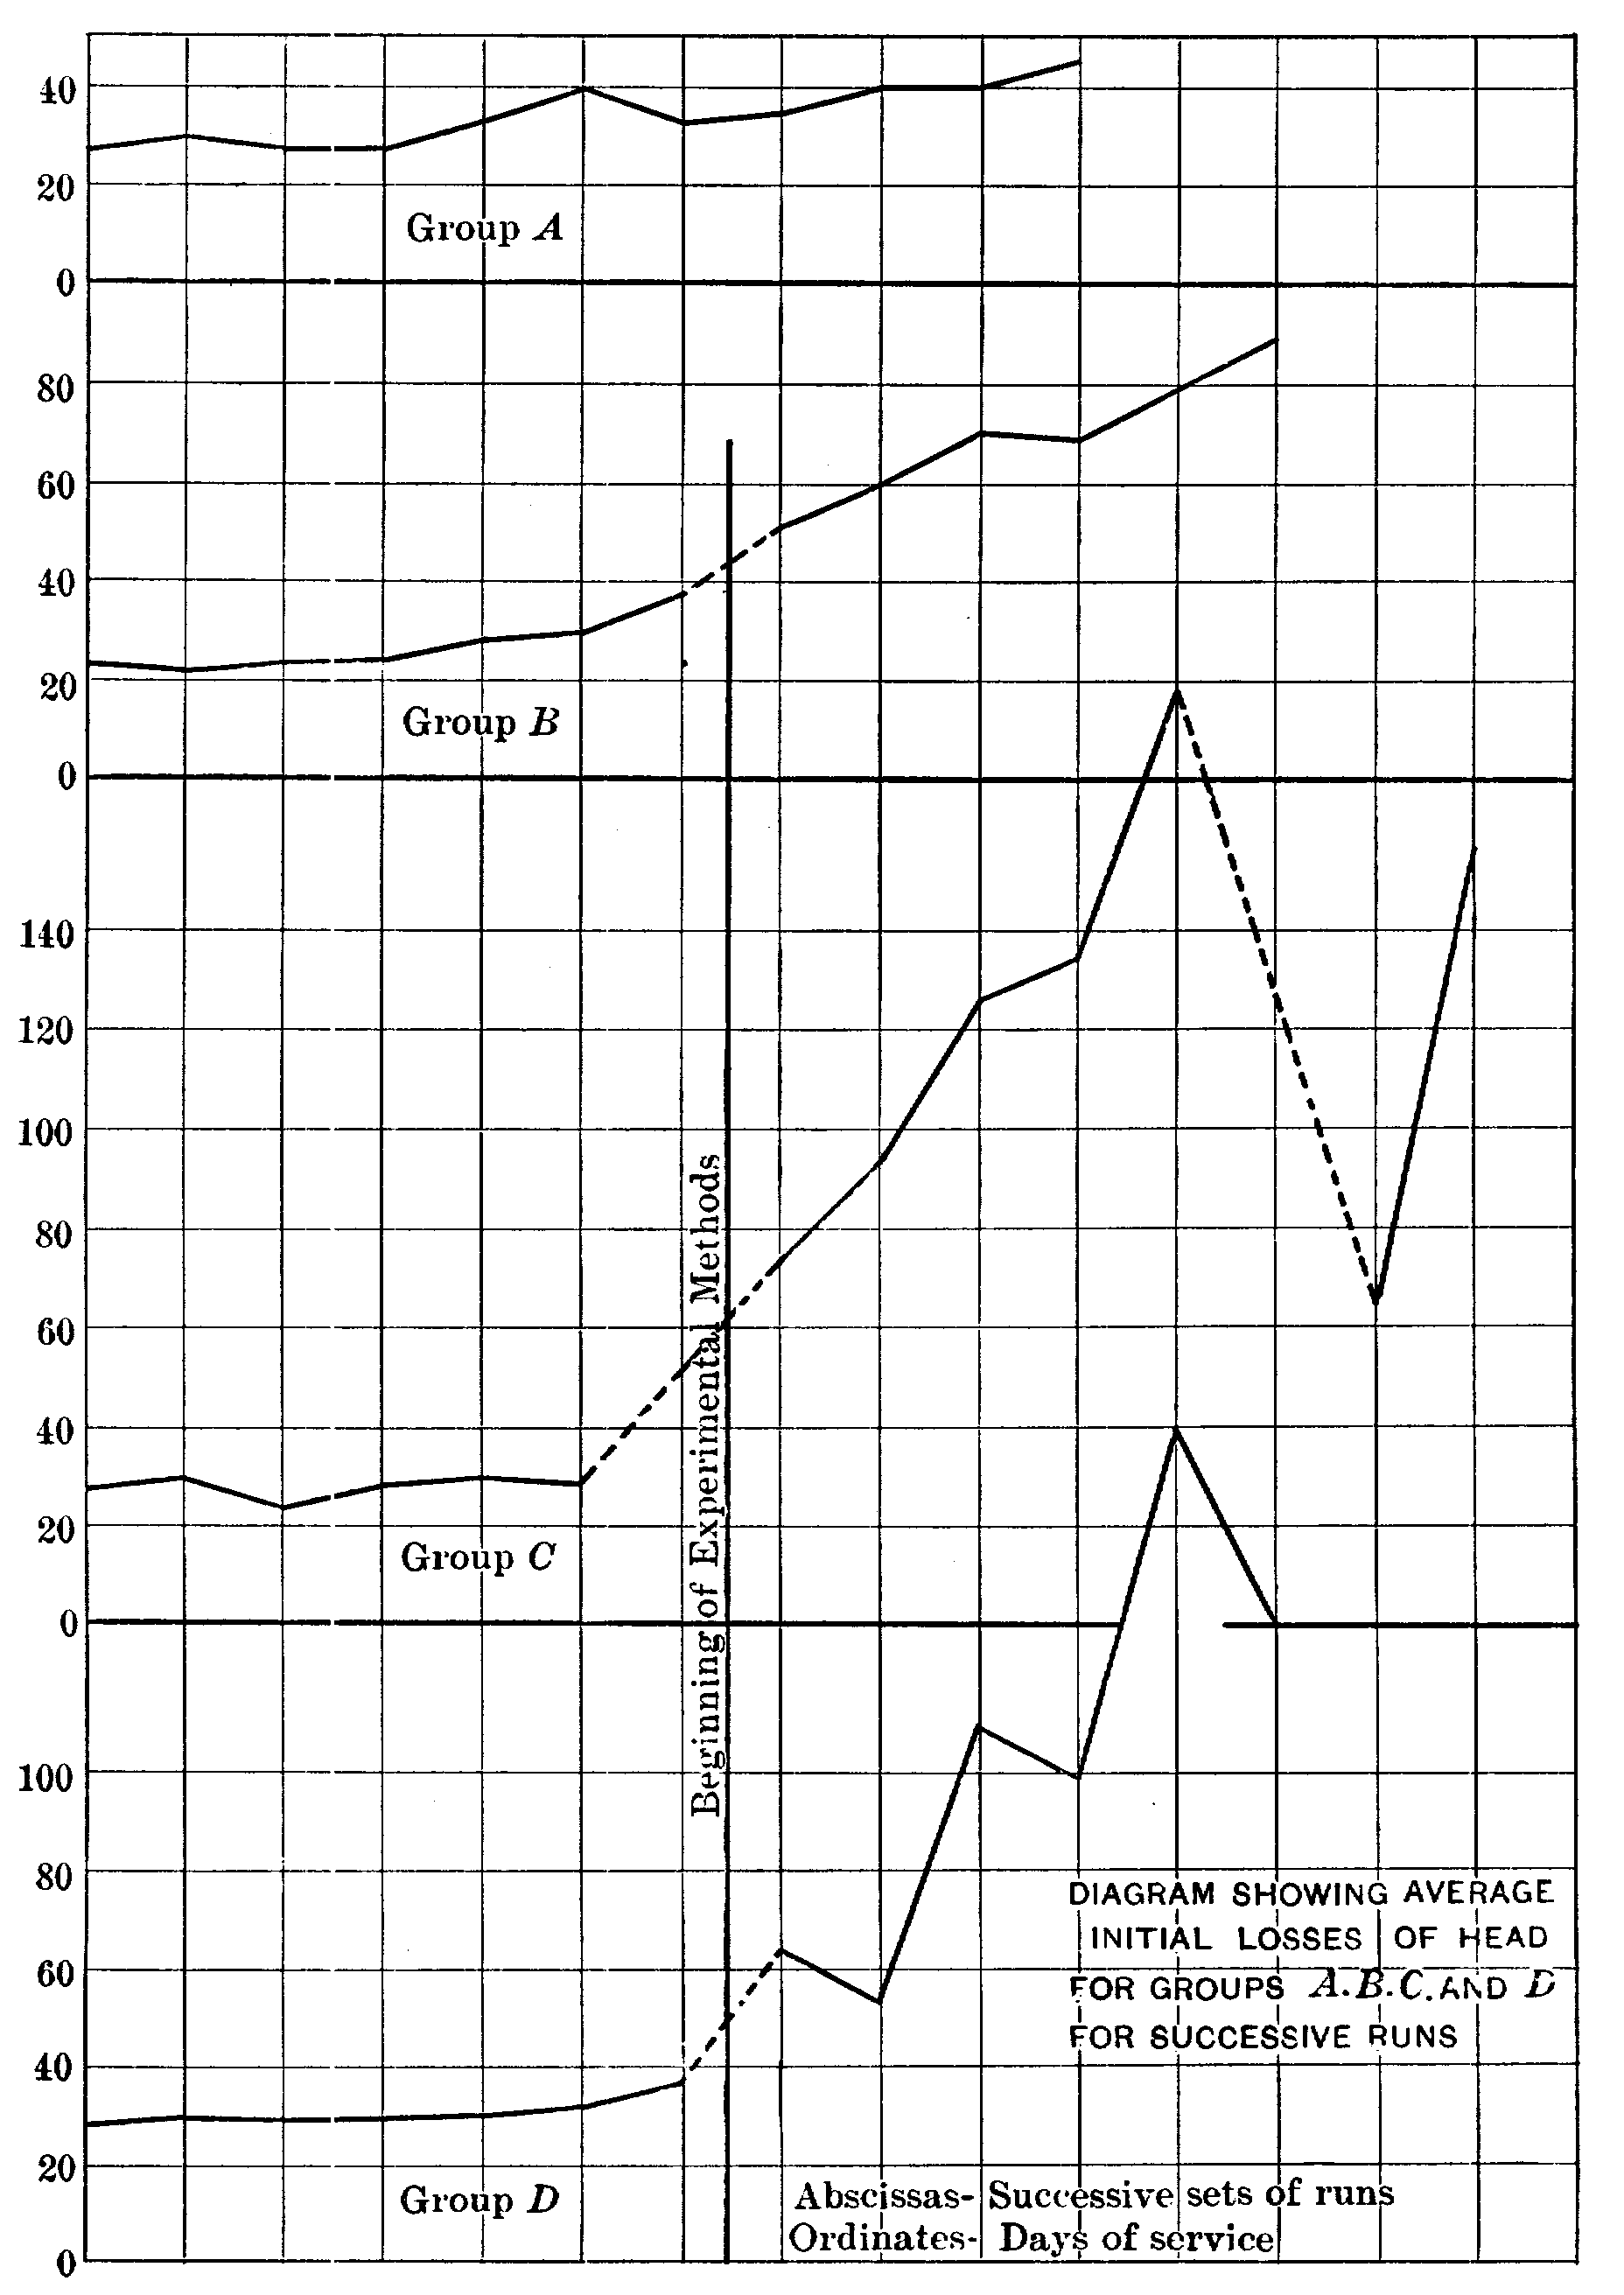 40
20
Group A
0
80
60
40
20
Group B
0
140
120
100
80
60
40
20
Group C
0
Beginning of Experimental Methods
100
80
60
40
20
Group D
0
DIAGRAM SHOWING AVERAGE
INITIAL LOSSES OF HEAD
FOR GROUPS A.B.C. AND D
FOR SUCCESSIVE RUNS
Abscissas- Successive sets of runs
Ordinates- Days of service